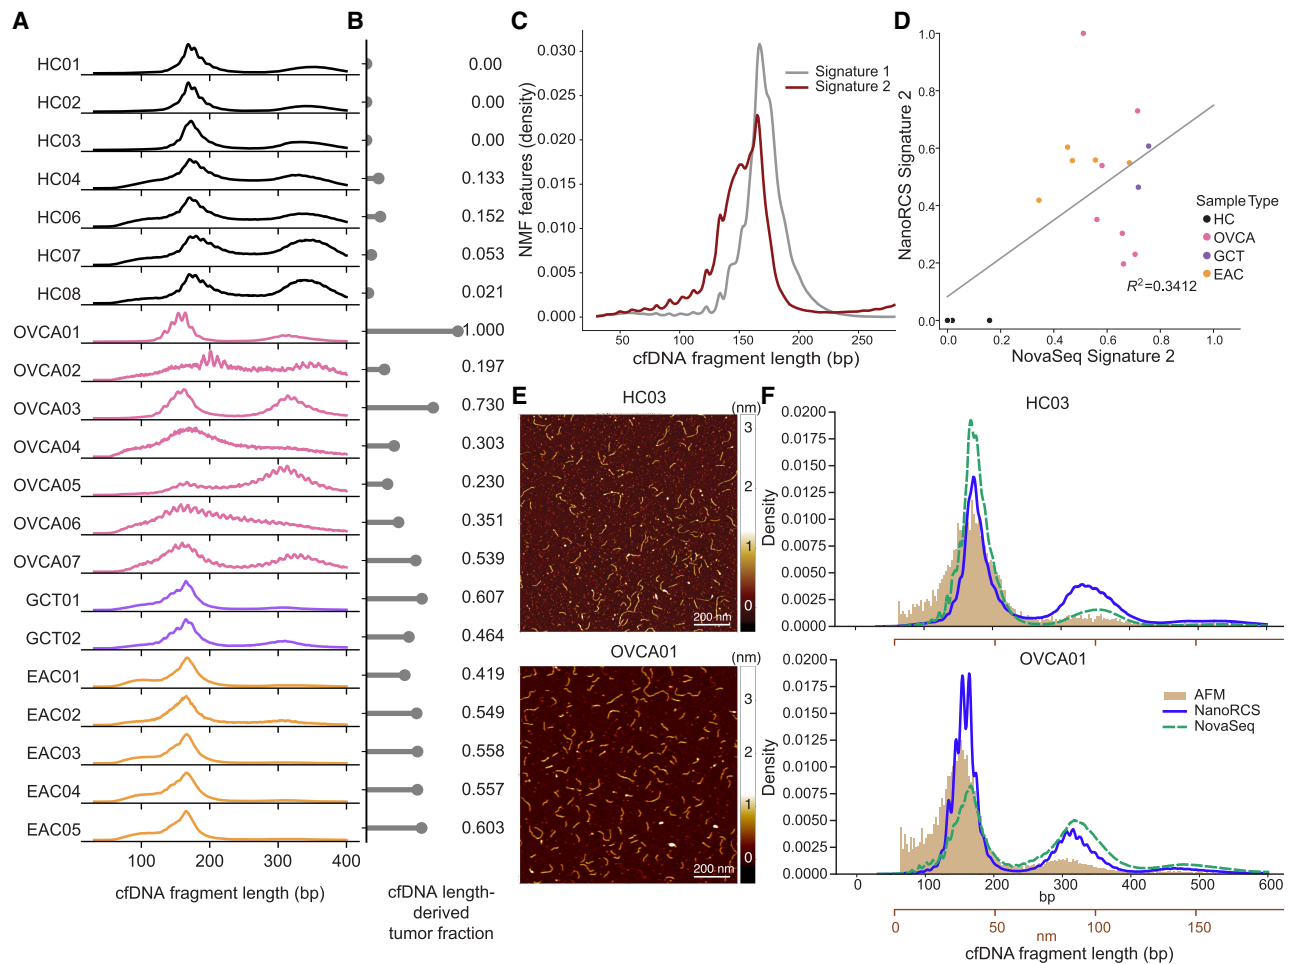 A
HC01
HC02
HC03
HC04
HC06
HC07
HC08
OVCA01
OVCA02
OVCA03
OVCA04
OVCA05
OVCA06
OVCA07
GCT01
GCT02
EAC01
EAC02
EAC03
EAC04
EAC05
100 200 300 400
cfDNA fragment length (bp)
B
0.00
0.00
0.00
0.133
0.152
0.053
0.021
1.000
0.197
0.730
0.303
0.230
0.351
0.539
0.607
0.464
0.419
0.549
0.558
0.557
0.603
cfDNA length-
derived
tumor fraction
C
NMF features (density)
0.030
0.025
0.020
0.015
0.010
0.005
0.000
Signature 1
Signature 2
50 100 150 200 250
cfDNA fragment length (bp)
D
NanoRCS Signature 2
1.0
0.8
0.6
0.4
0.2
0.0
Sample Type
HC
OVCA
GCT
EAC
R²=0.3412
0.0 0.2 0.4 0.6 0.8 1.0
NovaSeq Signature 2
E
HC03
(nm)
3
2
1
0
200 nm
OVCA01
(nm)
3
2
1
0
200 nm
F
HC03
Density
0.0200
0.0175
0.0150
0.0125
0.0100
0.0075
0.0050
0.0025
0.0000
OVCA01
Density
0.0200
0.0175
0.0150
0.0125
0.0100
0.0075
0.0050
0.0025
0.0000
AFM
NanoRCS
NovaSeq
0 100 200 300 400 500 600
bp
0 50 100 150
nm
cfDNA fragment length (bp)